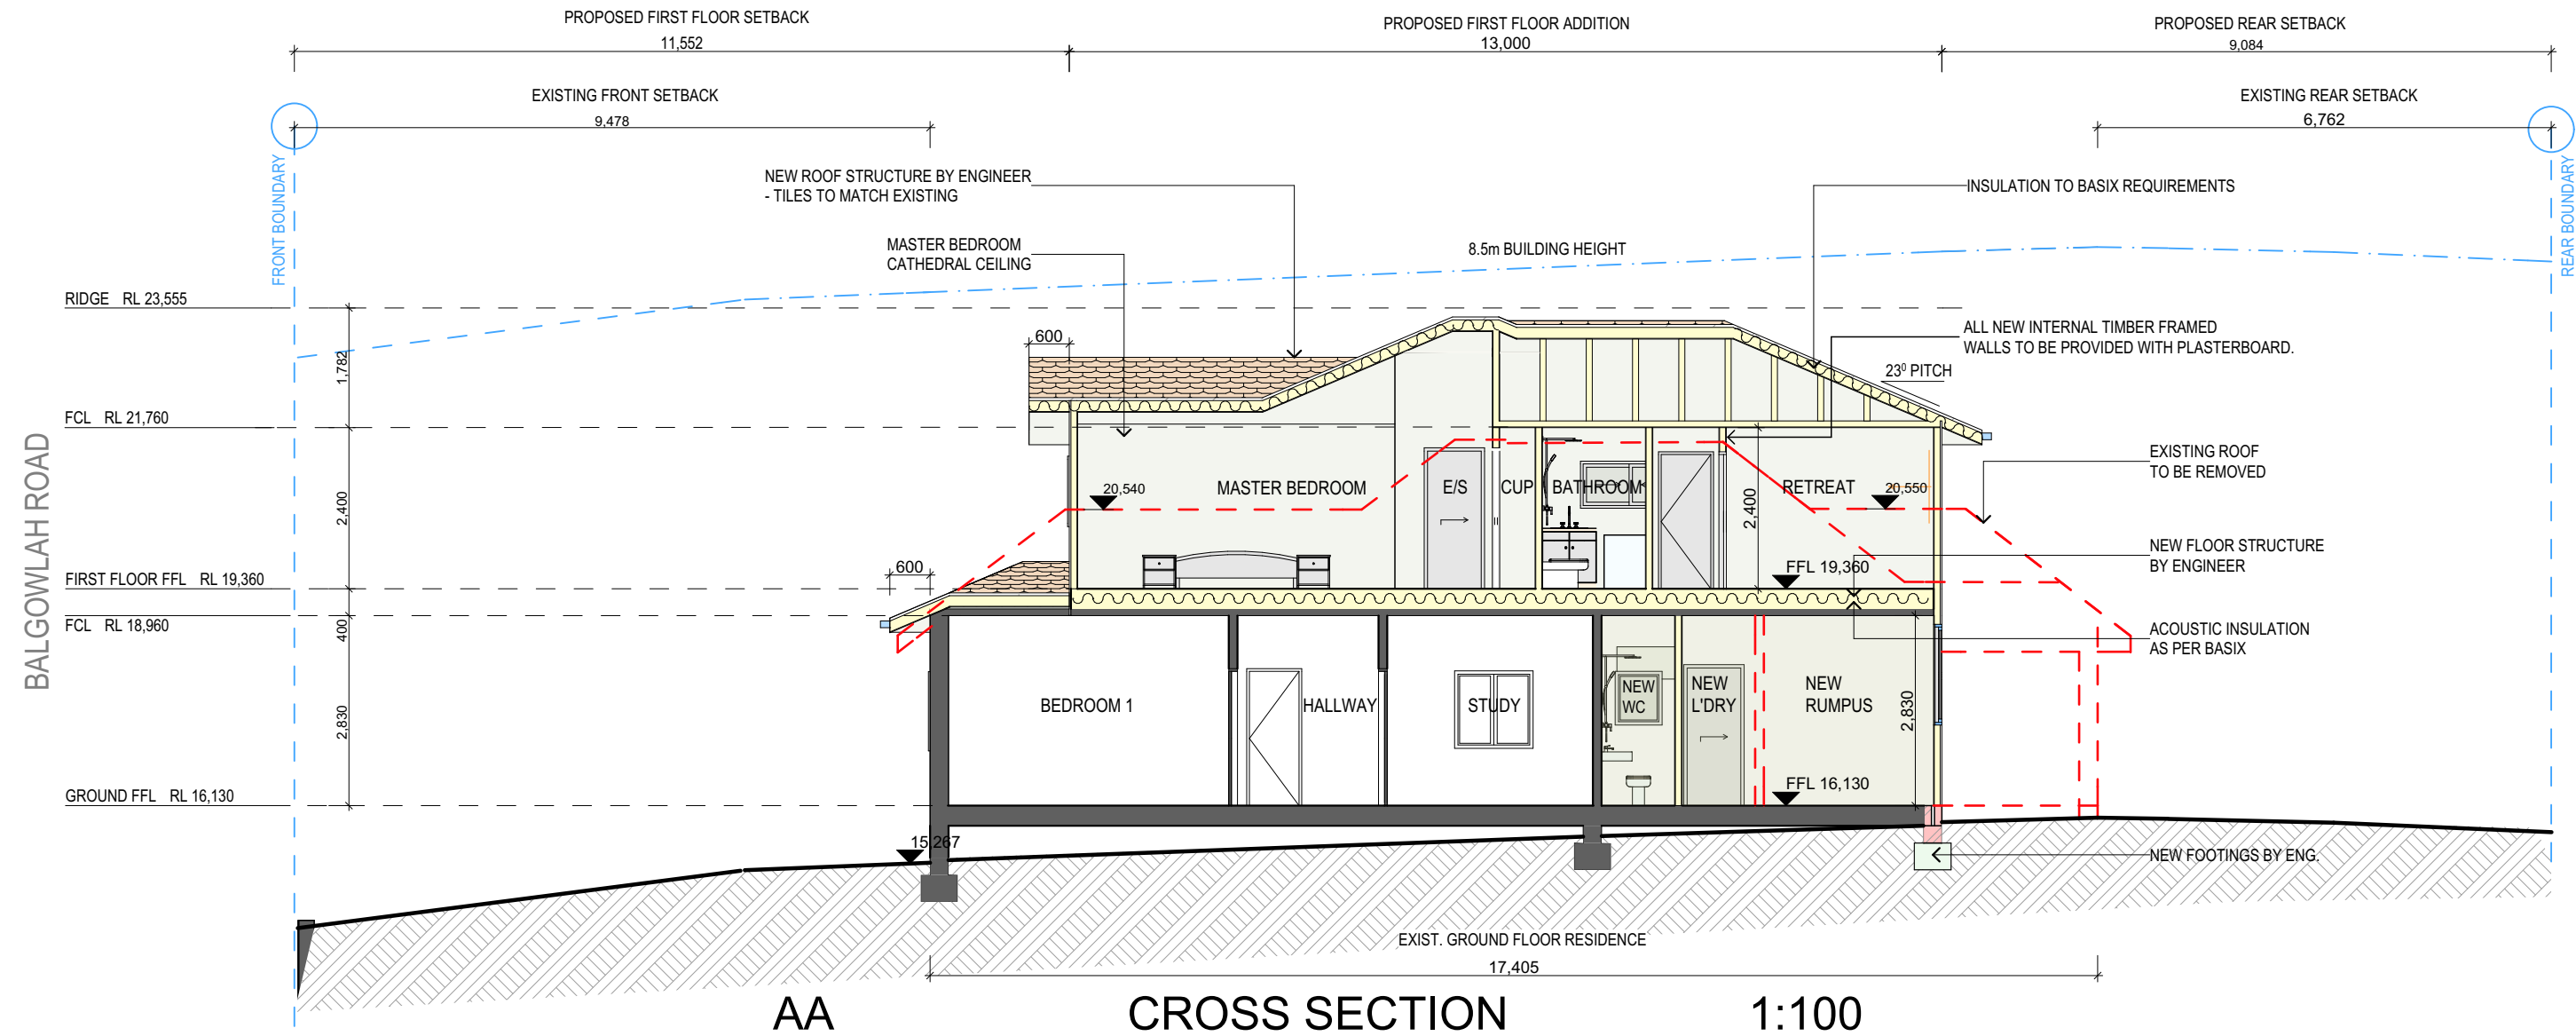 PROPOSED FIRST FLOOR SETBACK
11,552
PROPOSED FIRST FLOOR ADDITION
13,000
PROPOSED REAR SETBACK
9,084
EXISTING FRONT SETBACK
9,478
EXISTING REAR SETBACK
6,762
FRONT BOUNDARY
REAR BOUNDARY
NEW ROOF STRUCTURE BY ENGINEER
- TILES TO MATCH EXISTING
INSULATION TO BASIX REQUIREMENTS
MASTER BEDROOM
CATHEDRAL CEILING
8.5m BUILDING HEIGHT
RIDGE RL 23,555
600
ALL NEW INTERNAL TIMBER FRAMED
WALLS TO BE PROVIDED WITH PLASTERBOARD.
1,782
23⁰ PITCH
FCL RL 21,760
BALGOWLAH ROAD
EXISTING ROOF
TO BE REMOVED
20,540
MASTER BEDROOM
E/S
CUP
BATHROOM
RETREAT
20,550
2,400
2,400
NEW FLOOR STRUCTURE
BY ENGINEER
FIRST FLOOR FFL RL 19,360
600
FFL 19,360
FCL RL 18,960
400
ACOUSTIC INSULATION
AS PER BASIX
BEDROOM 1
HALLWAY
STUDY
NEW
WC
NEW
L'DRY
NEW
RUMPUS
2,830
2,830
GROUND FFL RL 16,130
FFL 16,130
15,267
NEW FOOTINGS BY ENG.
EXIST. GROUND FLOOR RESIDENCE
17,405
AA CROSS SECTION 1:100